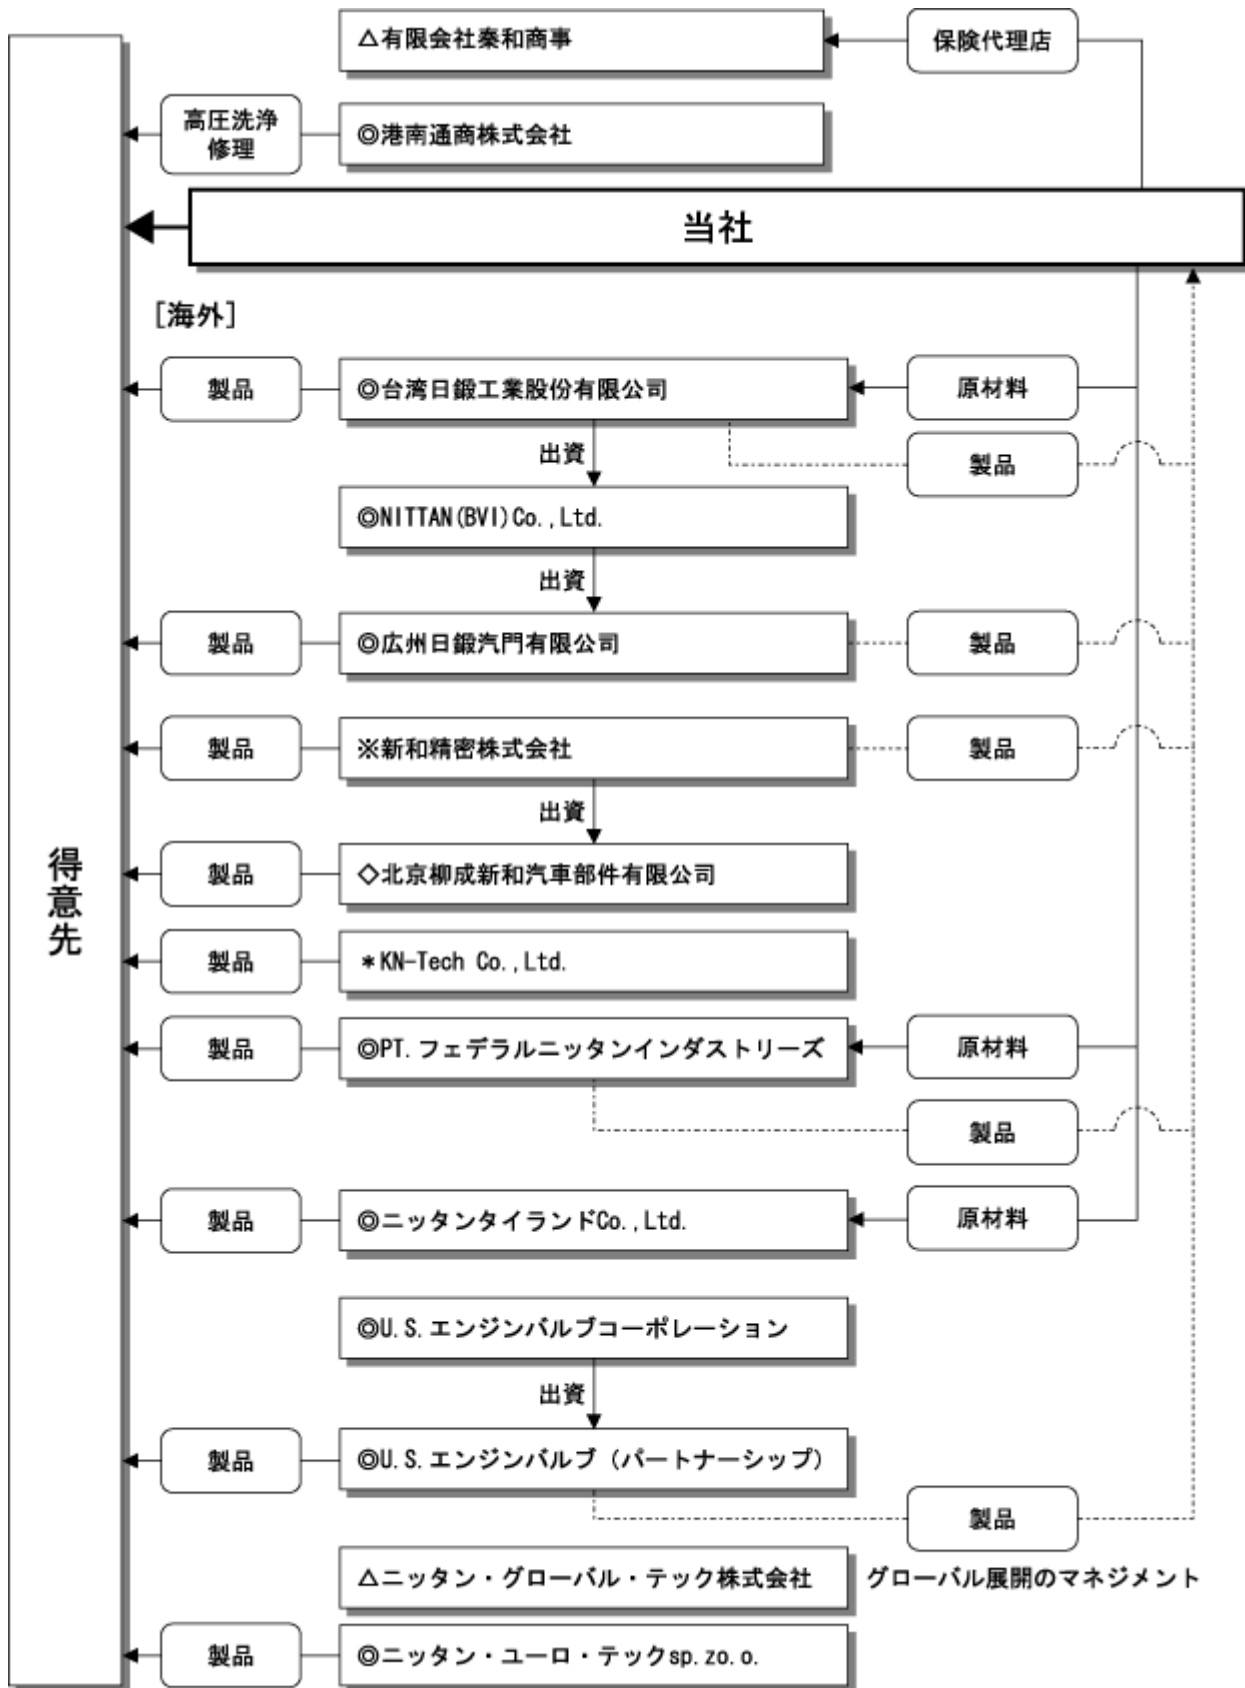 △有限会社秦和商事
保険代理店
高圧洗浄
修理
◎港南通商株式会社
当社
[海外]
製品
◎台湾日鍛工業股份有限公司
原材料
出資
製品
◎NITTAN(BVI)Co.,Ltd.
出資
製品
◎広州日鍛汽門有限公司
製品
製品
※新和精密株式会社
製品
出資
得意先
製品
◇北京柳成新和汽車部件有限公司
製品
＊KN-Tech Co.,Ltd.
製品
◎PT.フェデラルニッタンインダストリーズ
原材料
製品
製品
◎ニッタンタイランドCo.,Ltd.
原材料
◎U.S.エンジンバルブコーポレーション
出資
製品
◎U.S.エンジンバルブ（パートナーシップ）
製品
△ニッタン・グローバル・テック株式会社
グローバル展開のマネジメント
製品
◎ニッタン・ユーロ・テックsp.zo.o.